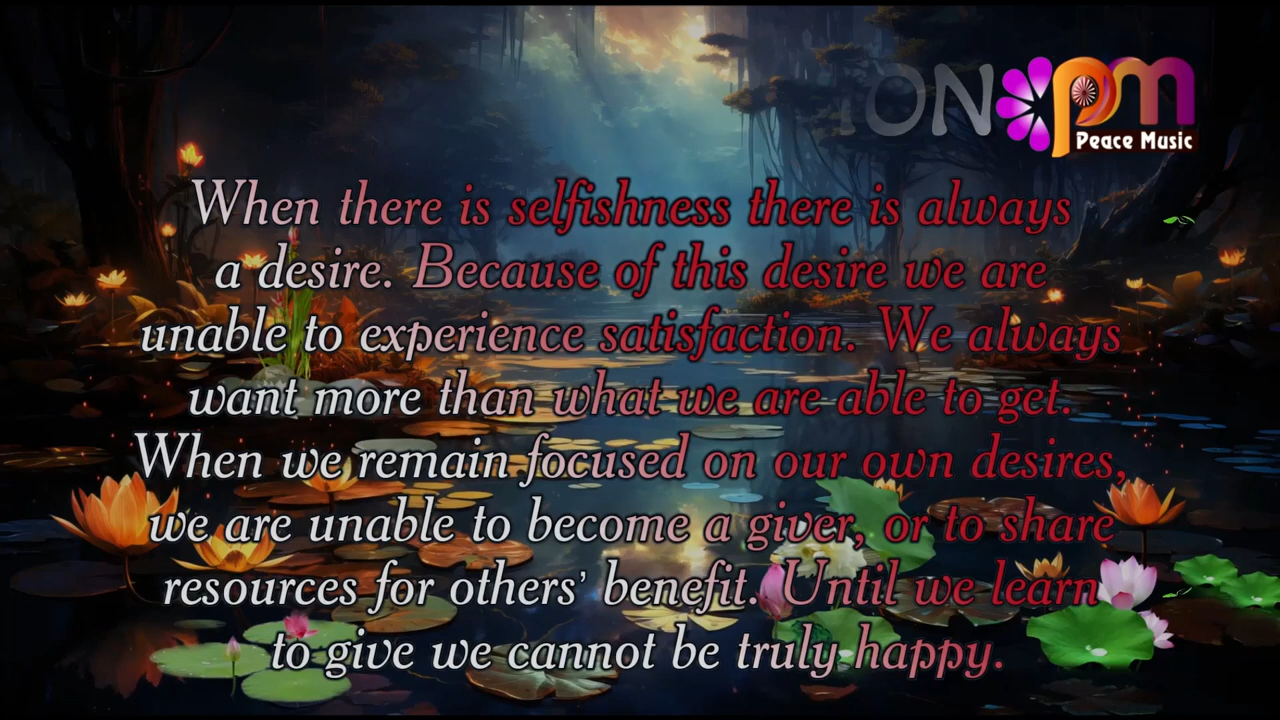 ION
pm
Peace Music
When there is selfishness there is always
a desire. Because of this desire we are
unable to experience satisfaction. We always
want more than what we are able to get.
When we remain focused on our own desires,
we are unable to become a giver, or to share
resources for others’ benefit. Until we learn
to give we cannot be truly happy.